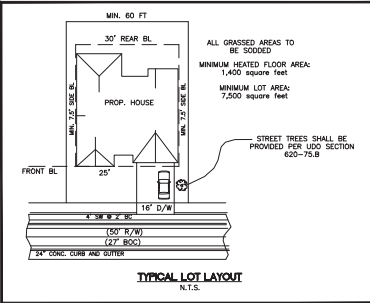 MIN. 60 FT
30' REAR BL
ALL GRASSED AREAS TO
BE SODDED
MINIMUM HEATED FLOOR AREA:
1,400 square feet
MINIMUM LOT AREA:
7,500 square feet
MIN. 7.5' SIDE BL
PROP. HOUSE
MIN. 7.5' SIDE BL
STREET TREES SHALL BE
PROVIDED PER UDO SECTION
620-75.B
FRONT BL
25'
16' D/W
4' SW @ 2' BC
(50' R/W)
(27' BOC)
24" CONC. CURB AND GUTTER
TYPICAL LOT LAYOUT
N.T.S.